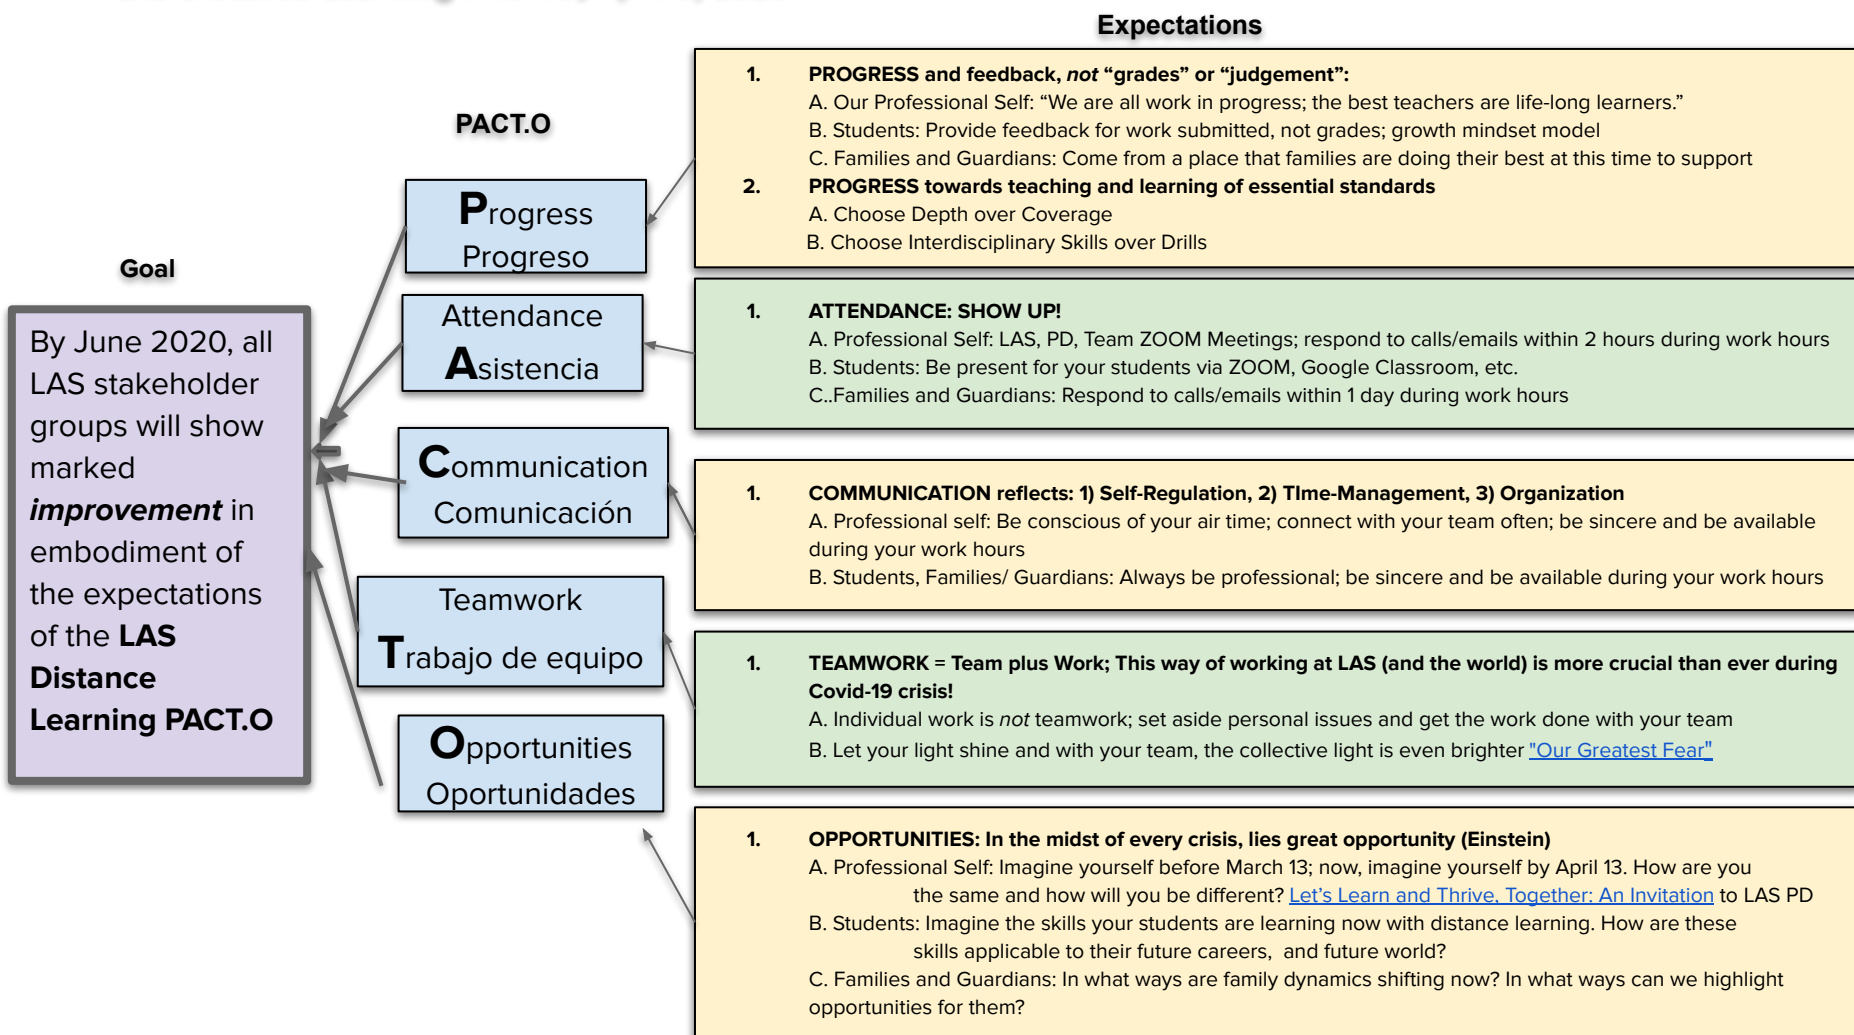 Expectations
PACT.O
Goal
By June 2020, all
LAS stakeholder
groups will show
marked
improvement in
embodiment of
the expectations
of the LAS
Distance
Learning PACT.O
Progress
Progreso
Attendance
Asistencia
Communication
Comunicación
Teamwork
Trabajo de equipo
Opportunities
Oportunidades
1. PROGRESS and feedback, not “grades” or “judgement”:
A. Our Professional Self: “We are all work in progress; the best teachers are life-long learners.”
B. Students: Provide feedback for work submitted, not grades; growth mindset model
C. Families and Guardians: Come from a place that families are doing their best at this time to support
2. PROGRESS towards teaching and learning of essential standards
A. Choose Depth over Coverage
B. Choose Interdisciplinary Skills over Drills
1. ATTENDANCE: SHOW UP!
A. Professional Self: LAS, PD, Team ZOOM Meetings; respond to calls/emails within 2 hours during work hours
B. Students: Be present for your students via ZOOM, Google Classroom, etc.
C..Families and Guardians: Respond to calls/emails within 1 day during work hours
1. COMMUNICATION reflects: 1) Self-Regulation, 2) TIme-Management, 3) Organization
A. Professional self: Be conscious of your air time; connect with your team often; be sincere and be available
during your work hours
B. Students, Families/ Guardians: Always be professional; be sincere and be available during your work hours
1. TEAMWORK = Team plus Work; This way of working at LAS (and the world) is more crucial than ever during
Covid-19 crisis!
A. Individual work is not teamwork; set aside personal issues and get the work done with your team
B. Let your light shine and with your team, the collective light is even brighter "Our Greatest Fear"
1. OPPORTUNITIES: In the midst of every crisis, lies great opportunity (Einstein)
A. Professional Self: Imagine yourself before March 13; now, imagine yourself by April 13. How are you
the same and how will you be different? Let’s Learn and Thrive, Together: An Invitation to LAS PD
B. Students: Imagine the skills your students are learning now with distance learning. How are these
skills applicable to their future careers, and future world?
C. Families and Guardians: In what ways are family dynamics shifting now? In what ways can we highlight
opportunities for them?